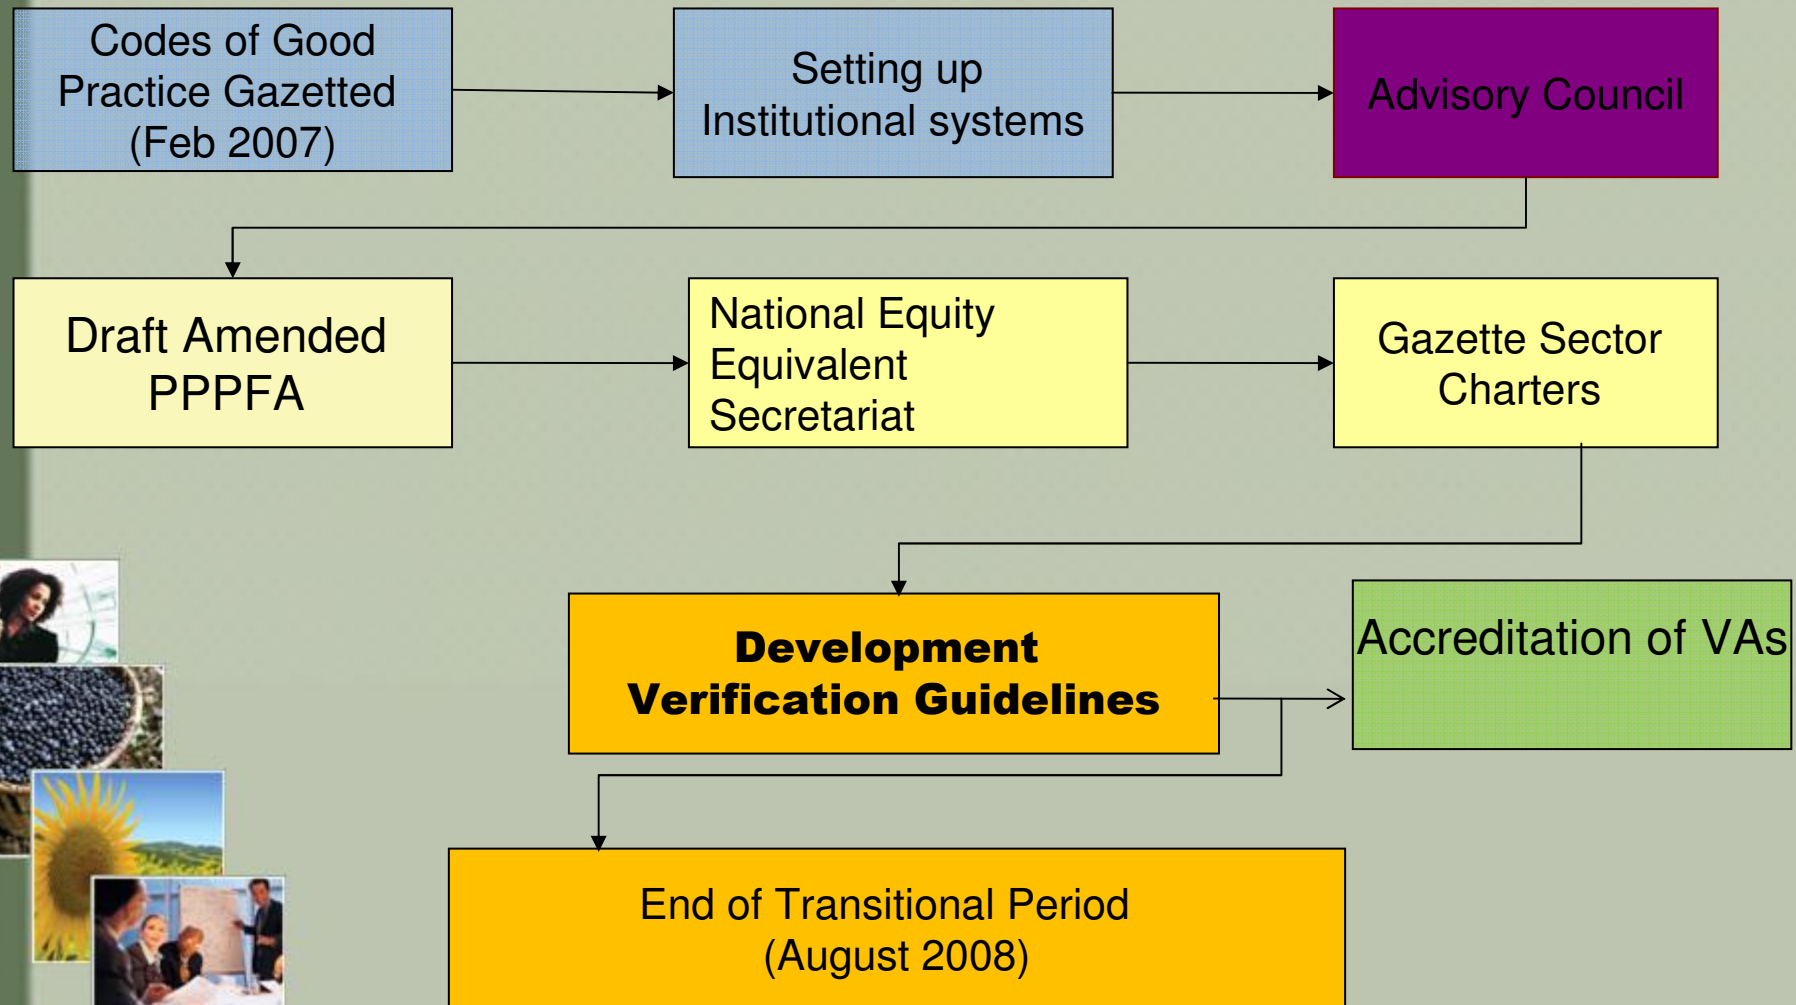 Codes of Good
Practice Gazetted
(Feb 2007)
Setting up
Institutional systems
Advisory Council
Draft Amended
PPPFA
National Equity
Equivalent
Secretariat
Gazette Sector
Charters
Development
Verification Guidelines
Accreditation of VAs
End of Transitional Period
(August 2008)